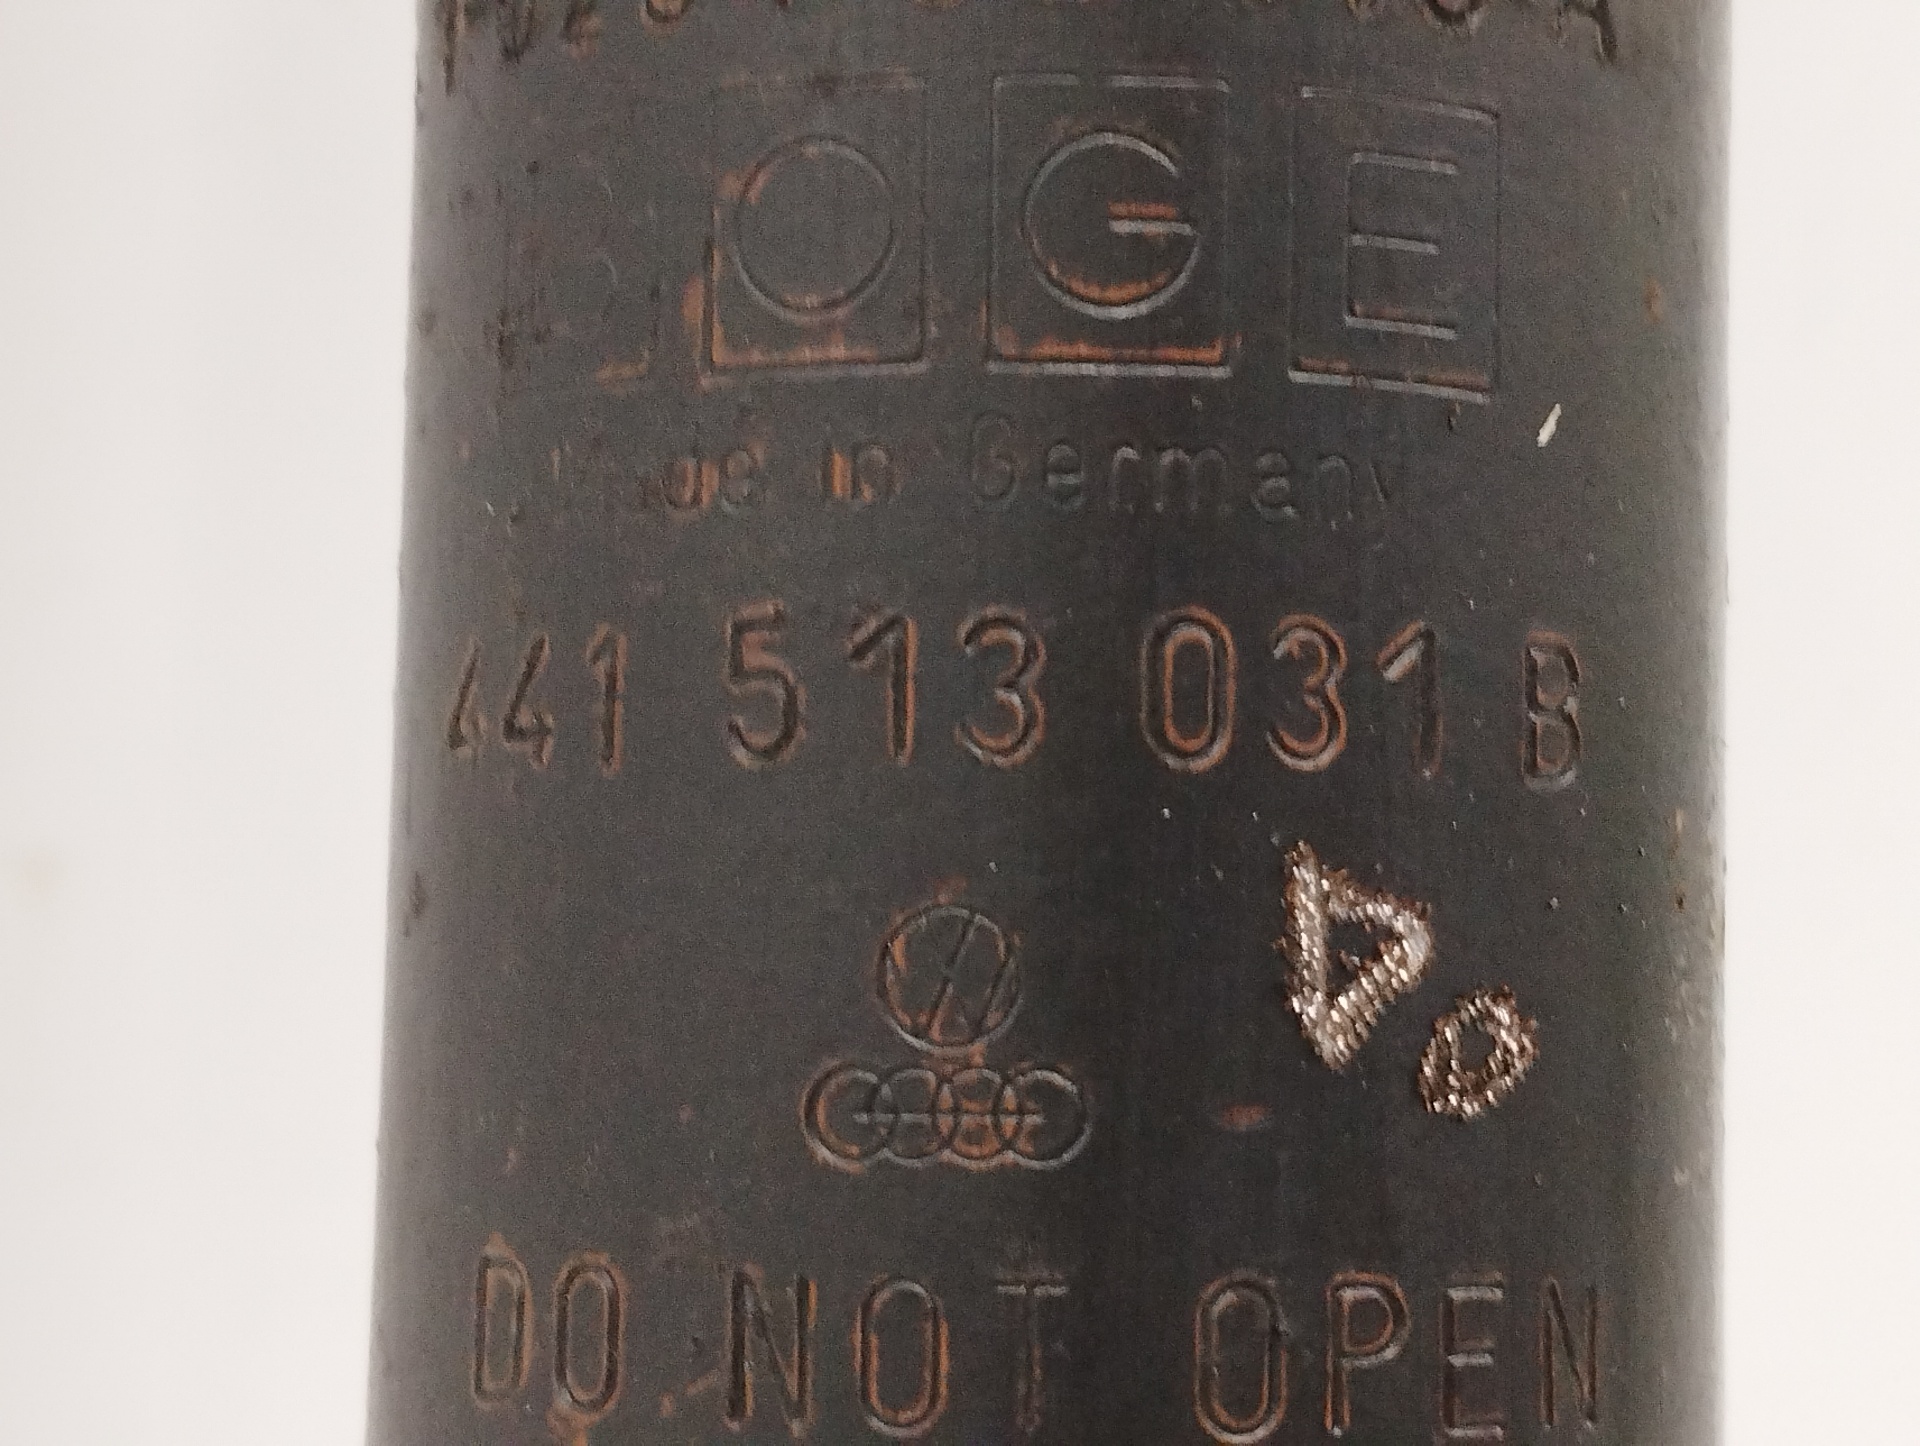 BOGE
Made in Germany
441 513 031 B
DO NOT OPEN